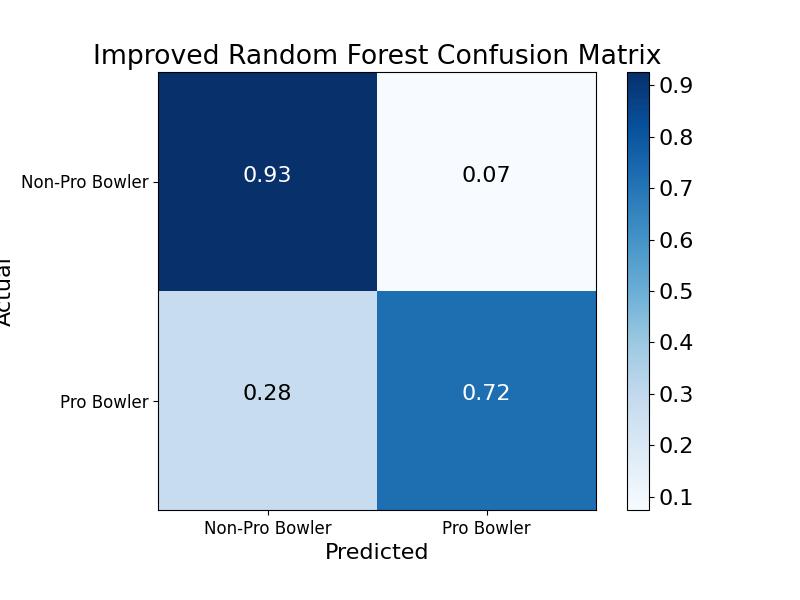 Improved Random Forest Confusion Matrix
Non-Pro Bowler
Pro Bowler
Actual
0.93
0.07
0.28
0.72
Non-Pro Bowler
Pro Bowler
Predicted
0.9
0.8
0.7
0.6
0.5
0.4
0.3
0.2
0.1